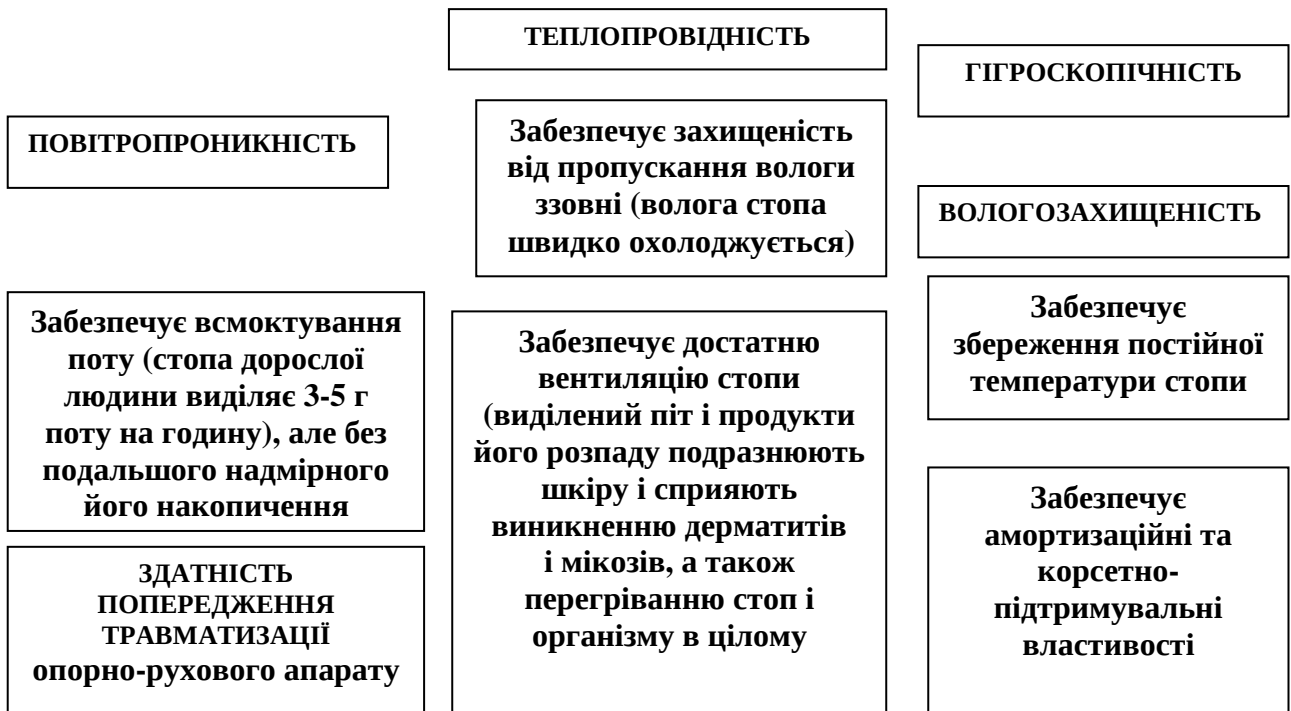 ТЕПЛОПРОВІДНІСТЬ
ГІГРОСКОПІЧНІСТЬ
ПОВІТРОПРОНИКНІСТЬ
Забезпечує захищеність
від пропускання вологи
ззовні (волога стопа
швидко охолоджується)
ВОЛОГОЗАХИЩЕНІСТЬ
Забезпечує всмоктування
поту (стопа дорослої
людини виділяє 3-5 г
поту на годину), але без
подальшого надмірного
його накопичення
Забезпечує достатню
вентиляцію стопи
(виділений піт і продукти
його розпаду подразнюють
шкіру і сприяють
виникненню дерматитів
і мікозів, а також
перегріванню стоп і
організму в цілому
Забезпечує
збереження постійної
температури стопи
ЗДАТНІСТЬ
ПОПЕРЕДЖЕННЯ
ТРАВМАТИЗАЦІЇ
опорно-рухового апарату
Забезпечує
амортизаційні та
корсетно-
підтримувальні
властивості